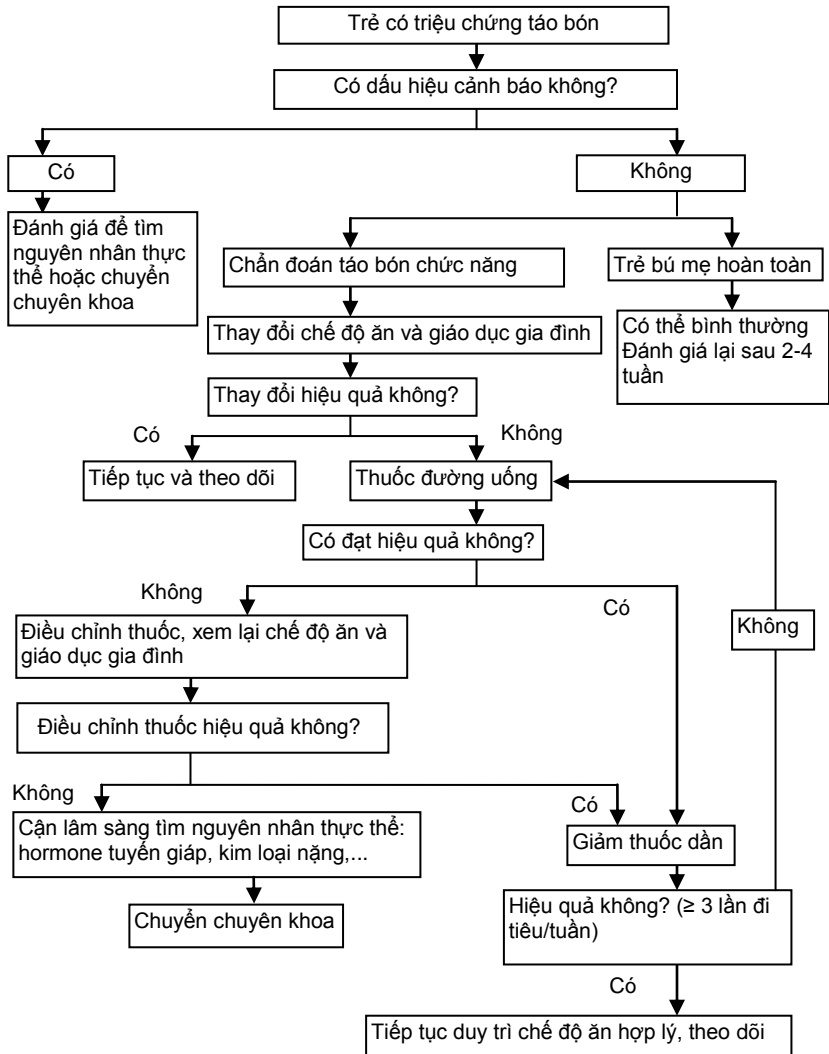 Trẻ có triệu chứng táo bón
Có dấu hiệu cảnh báo không?
Có
Không
Đánh giá để tìm
nguyên nhân thực
thể hoặc chuyển
chuyên khoa
Chẩn đoán táo bón chức năng
Trẻ bú mẹ hoàn toàn
Thay đổi chế độ ăn và giáo dục gia đình
Có thể bình thường
Đánh giá lại sau 2-4
tuần
Thay đổi hiệu quả không?
Có
Không
Tiếp tục và theo dõi
Thuốc đường uống
Có đạt hiệu quả không?
Không
Có
Không
Điều chỉnh thuốc, xem lại chế độ ăn và
giáo dục gia đình
Điều chỉnh thuốc hiệu quả không?
Không
Có
Cận lâm sàng tìm nguyên nhân thực thể:
hormone tuyến giáp, kim loại nặng,...
Giảm thuốc dần
Chuyển chuyên khoa
Hiệu quả không? (≥ 3 lần đi
tiêu/tuần)
Có
Tiếp tục duy trì chế độ ăn hợp lý, theo dõi